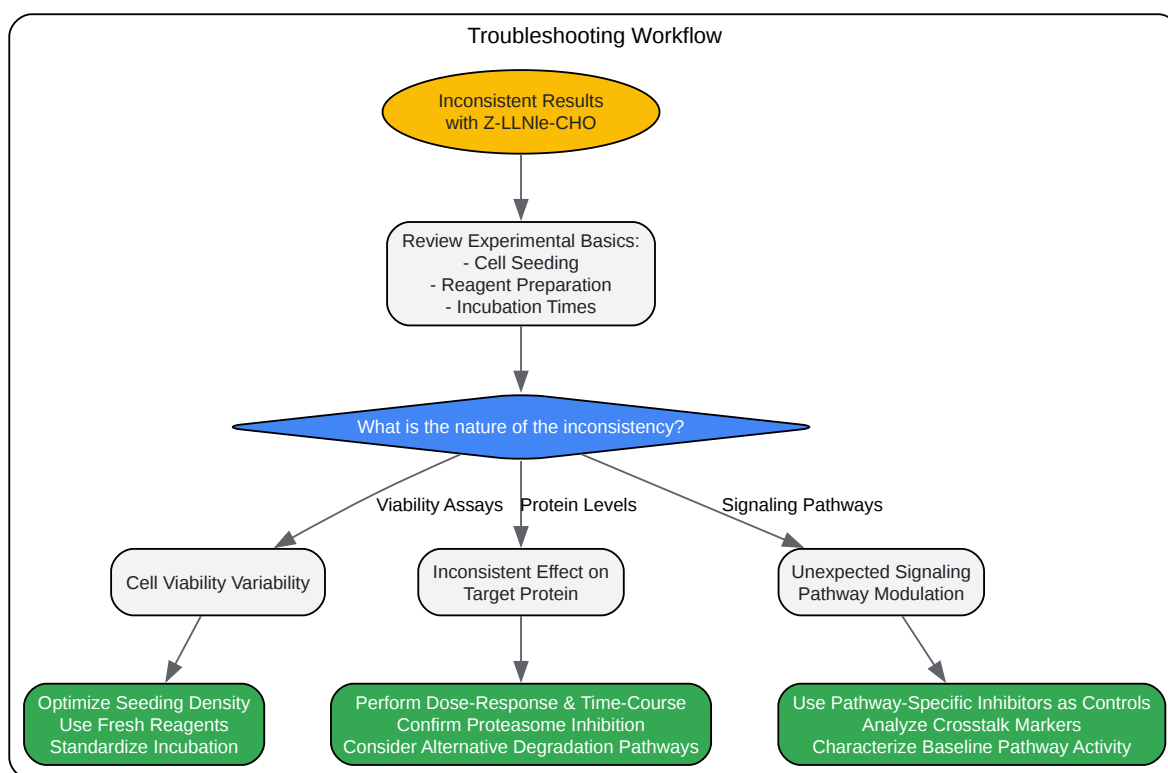 Troubleshooting Workflow
Inconsistent Results
with Z-LLNle-CHO
Review Experimental Basics:
- Cell Seeding
- Reagent Preparation
- Incubation Times
What is the nature of the inconsistency?
Viability Assays
Protein Levels
Signaling Pathways
Cell Viability Variability
Inconsistent Effect on
Target Protein
Unexpected Signaling
Pathway Modulation
Optimize Seeding Density
Use Fresh Reagents
Standardize Incubation
Perform Dose-Response & Time-Course
Confirm Proteasome Inhibition
Consider Alternative Degradation Pathways
Use Pathway-Specific Inhibitors as Controls
Analyze Crosstalk Markers
Characterize Baseline Pathway Activity